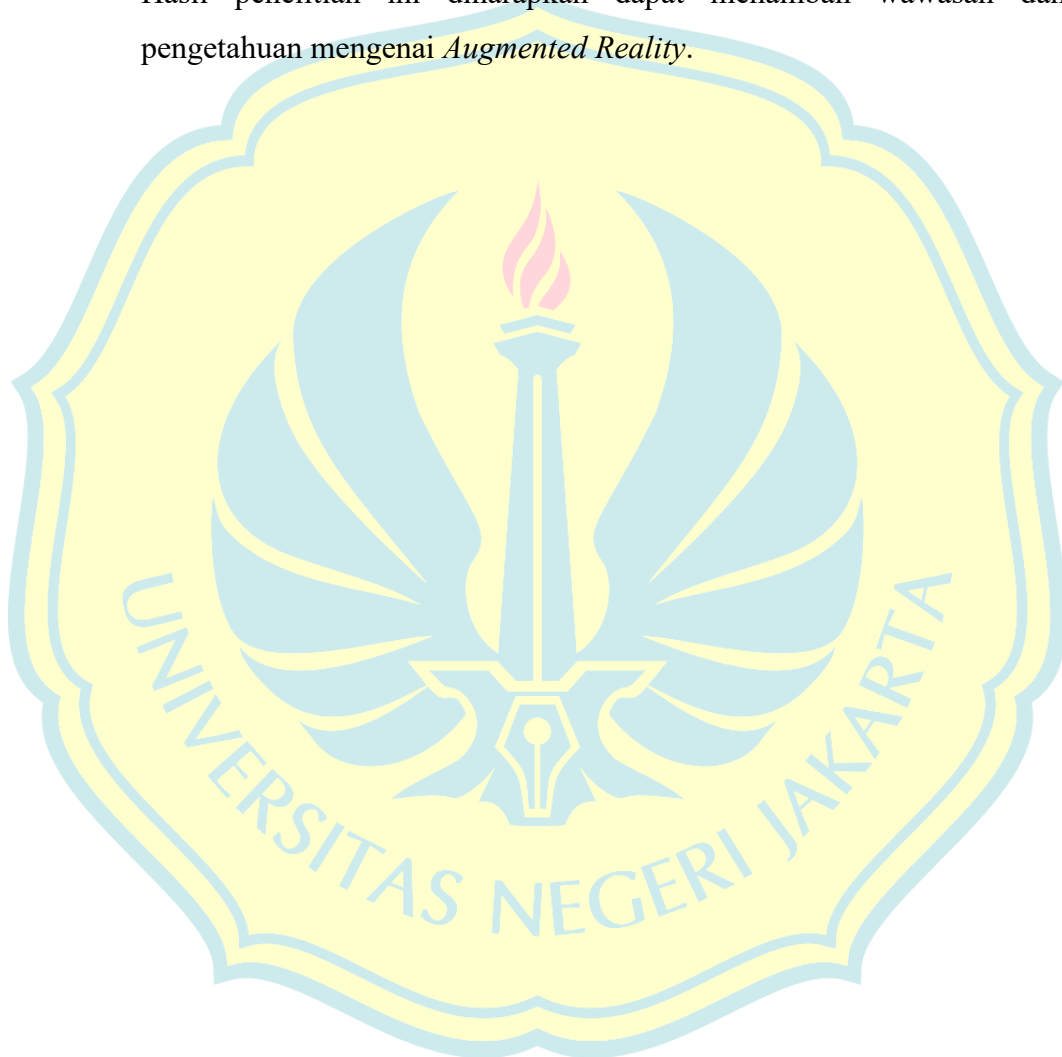 Hasil penelitian ini diharapkan dapat menambah wawasan dan
pengetahuan mengenai Augmented Reality.
UNIVERSITAS NEGERI JAKARTA